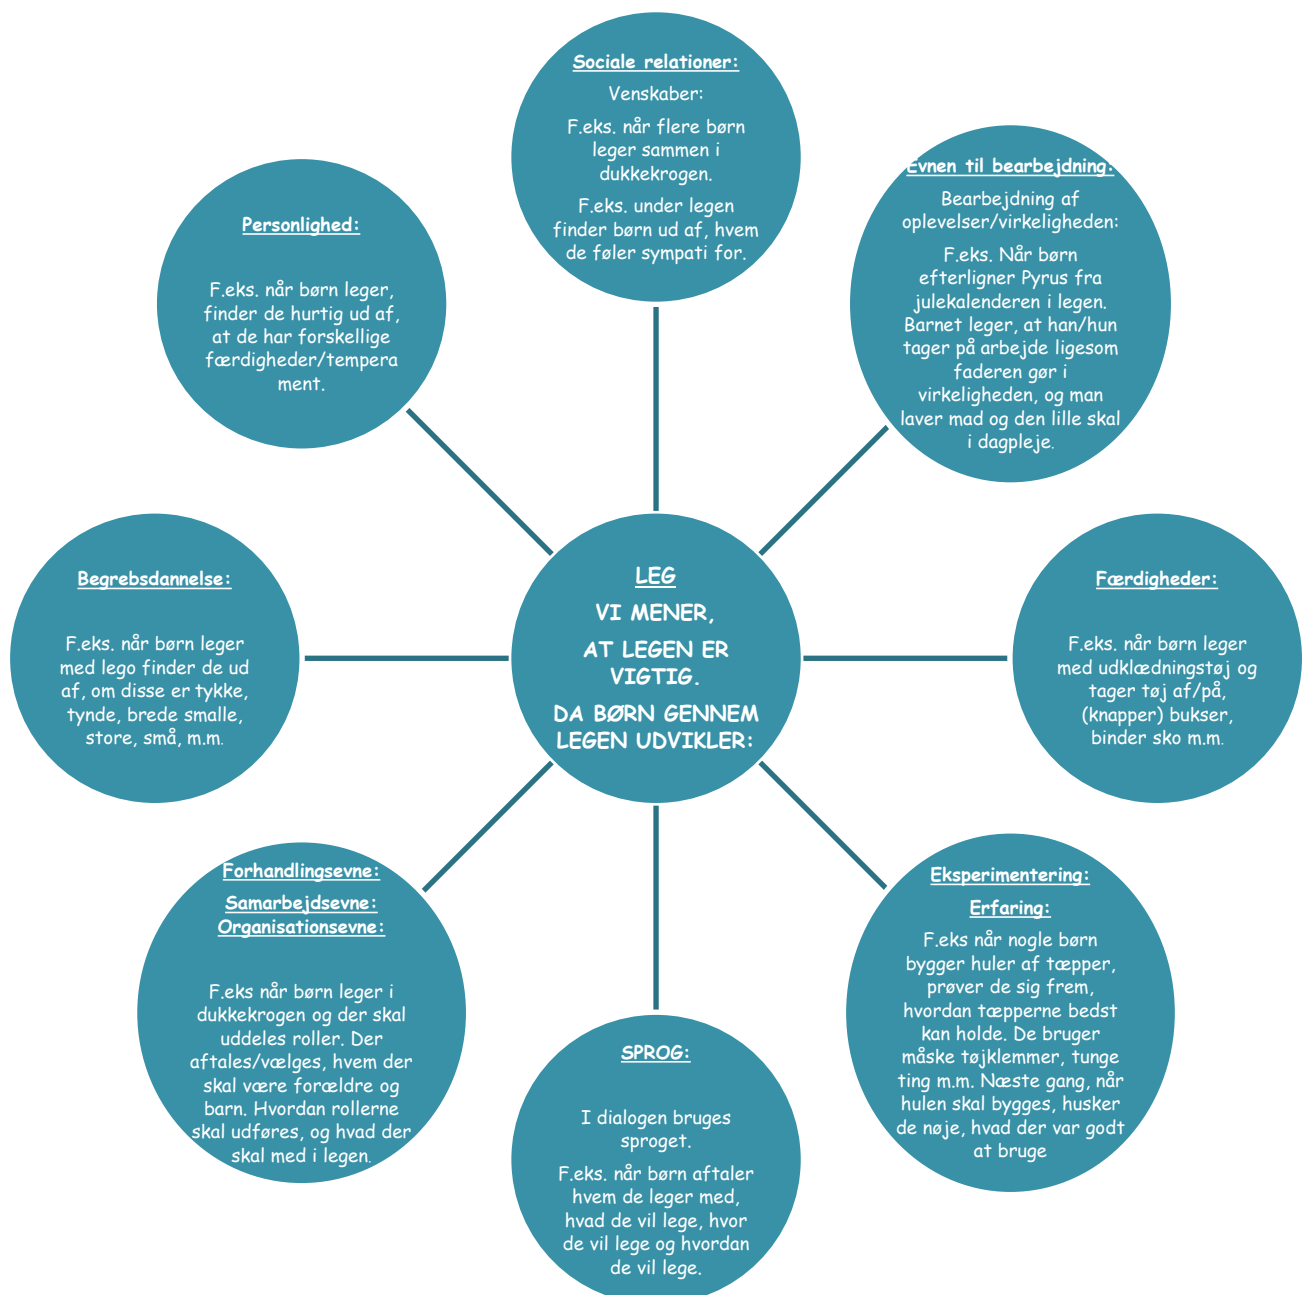 Sociale relationer:
Venskaber:
F.eks. når flere børn
leger sammen i
dukkekrogen.
F.eks. under legen
finder børn ud af, hvem
de føler sympati for.
Evnen til bearbejdning:
Bearbejdning af
oplevelser/virkeligheden:
F.eks. Når børn
efterligner Pyrus fra
julekalenderen i legen.
Barnet leger, at han/hun
tager på arbejde ligesom
faderen gør i
virkeligheden, og man
laver mad og den lille skal
i dagpleje.
Personlighed:
F.eks. når børn leger,
finder de hurtig ud af,
at de har forskellige
færdigheder/tempera
ment.
Begrebsdannelse:
F.eks. når børn leger
med lego finder de ud
af, om disse er tykke,
tynde, brede smalle,
store, små, m.m.
LEG
VI MENER,
AT LEGEN ER
VIGTIG.
DA BØRN GENNEM
LEGEN UDVIKLER:
Færdigheder:
F.eks. når børn leger
med udklædningstøj og
tager tøj af/på,
(knapper) bukser,
binder sko m.m.
Forhandlingsevne:
Samarbejdsevne:
Organisationsevne:
F.eks når børn leger i
dukkekrogen og der skal
uddeles roller. Der
aftales/vælges, hvem der
skal være forældre og
barn. Hvordan rollerne
skal udføres, og hvad der
skal med i legen.
Eksperimentering:
Erfaring:
F.eks når nogle børn
bygger huler af tæpper,
prøver de sig frem,
hvordan tæpperne bedst
kan holde. De bruger
måske tøjklemmer, tunge
ting m.m. Næste gang, når
hulen skal bygges, husker
de nøje, hvad der var godt
at bruge
SPROG:
I dialogen bruges
sproget.
F.eks. når børn aftaler
hvem de leger med,
hvad de vil lege, hvor
de vil lege og hvordan
de vil lege.